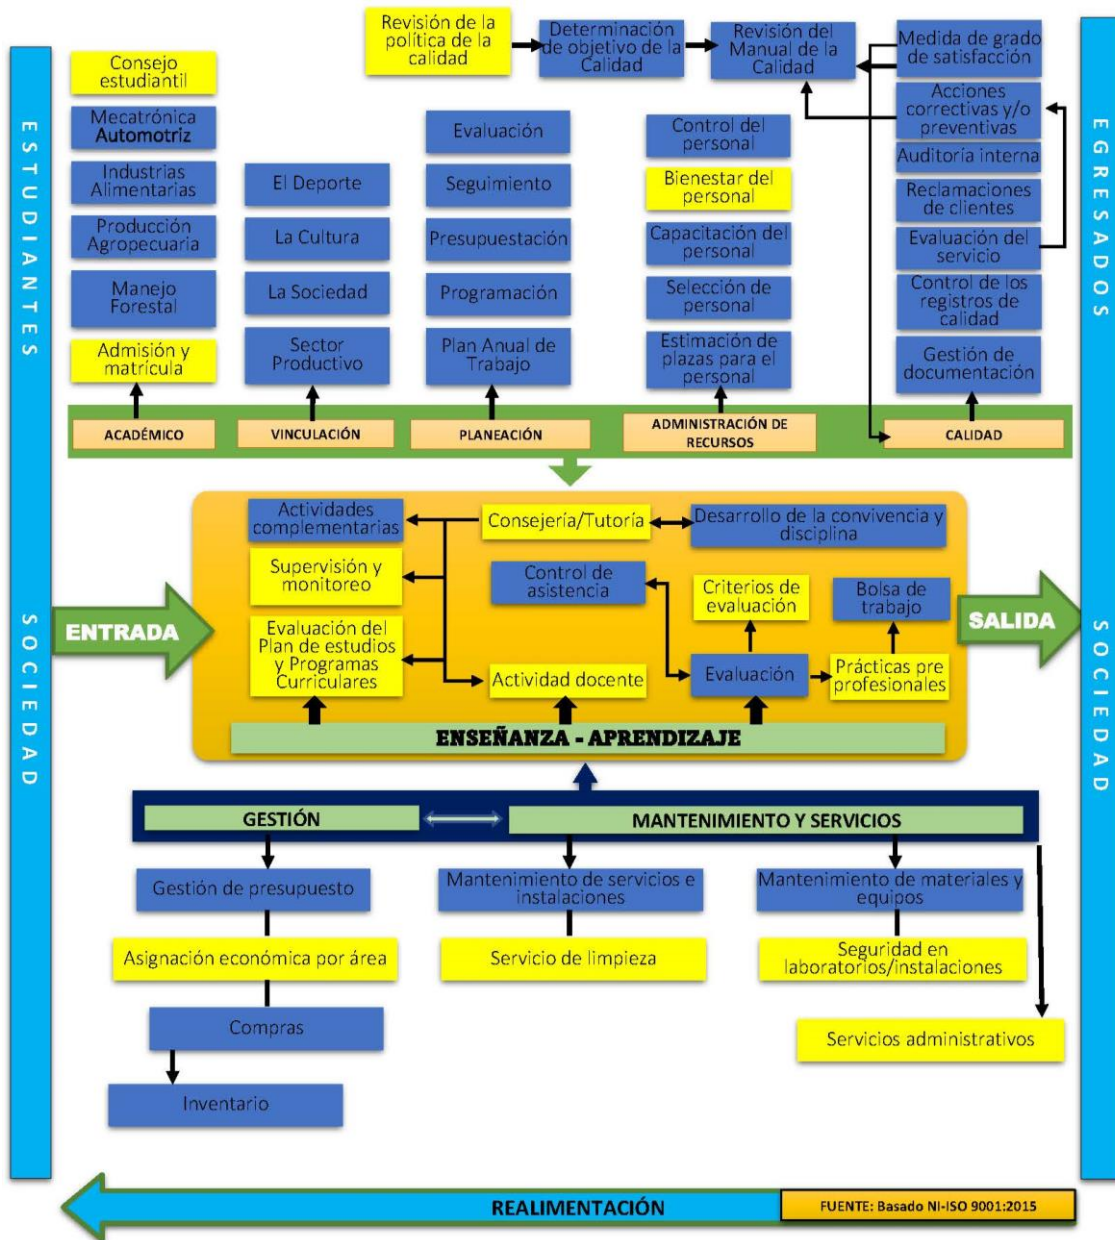 Revisión de la
política de la
calidad
Determinación
de objetivo de la
Calidad
Revisión del
Manual de la
Calidad
Medida de grado
de satisfacción
Acciones
correctivas y/o
preventivas
Auditoría interna
Reclamaciones
de clientes
Evaluación del
servicio
Control de los
registros de
calidad
Gestión de
documentación
Consejo
estudiantil
Mecatrónica
Automotriz
Industrias
Alimentarias
Producción
Agropecuaria
Manejo
Forestal
Admisión y
matrícula
El Deporte
La Cultura
La Sociedad
Sector
Productivo
Evaluación
Seguimiento
Presupuestación
Programación
Plan Anual de
Trabajo
Control del
personal
Bienestar del
personal
Capacitación del
personal
Selección de
personal
Estimación de
plazas para el
personal
ESTUDIANTES
SOCIEDAD
EGRESADOS
SOCIEDAD
ACADÉMICO
VINCULACIÓN
PLANEACIÓN
ADMINISTRACIÓN DE
RECURSOS
CALIDAD
ENTRADA
SALIDA
Actividades
complementarias
Consejería/Tutoría
Desarrollo de la convivencia y
disciplina
Supervisión y
monitoreo
Control de
asistencia
Criterios de
evaluación
Bolsa de
trabajo
Evaluación del
Plan de estudios
y Programas
Curriculares
Actividad docente
Evaluación
Prácticas pre
profesionales
ENSEÑANZA - APRENDIZAJE
GESTIÓN
MANTENIMIENTO Y SERVICIOS
Gestión de presupuesto
Mantenimiento de servicios e
instalaciones
Mantenimiento de materiales y
equipos
Asignación económica por área
Servicio de limpieza
Seguridad en
laboratorios/instalaciones
Compras
Servicios administrativos
Inventario
REALIMENTACIÓN
FUENTE: Basado NI-ISO 9001:2015